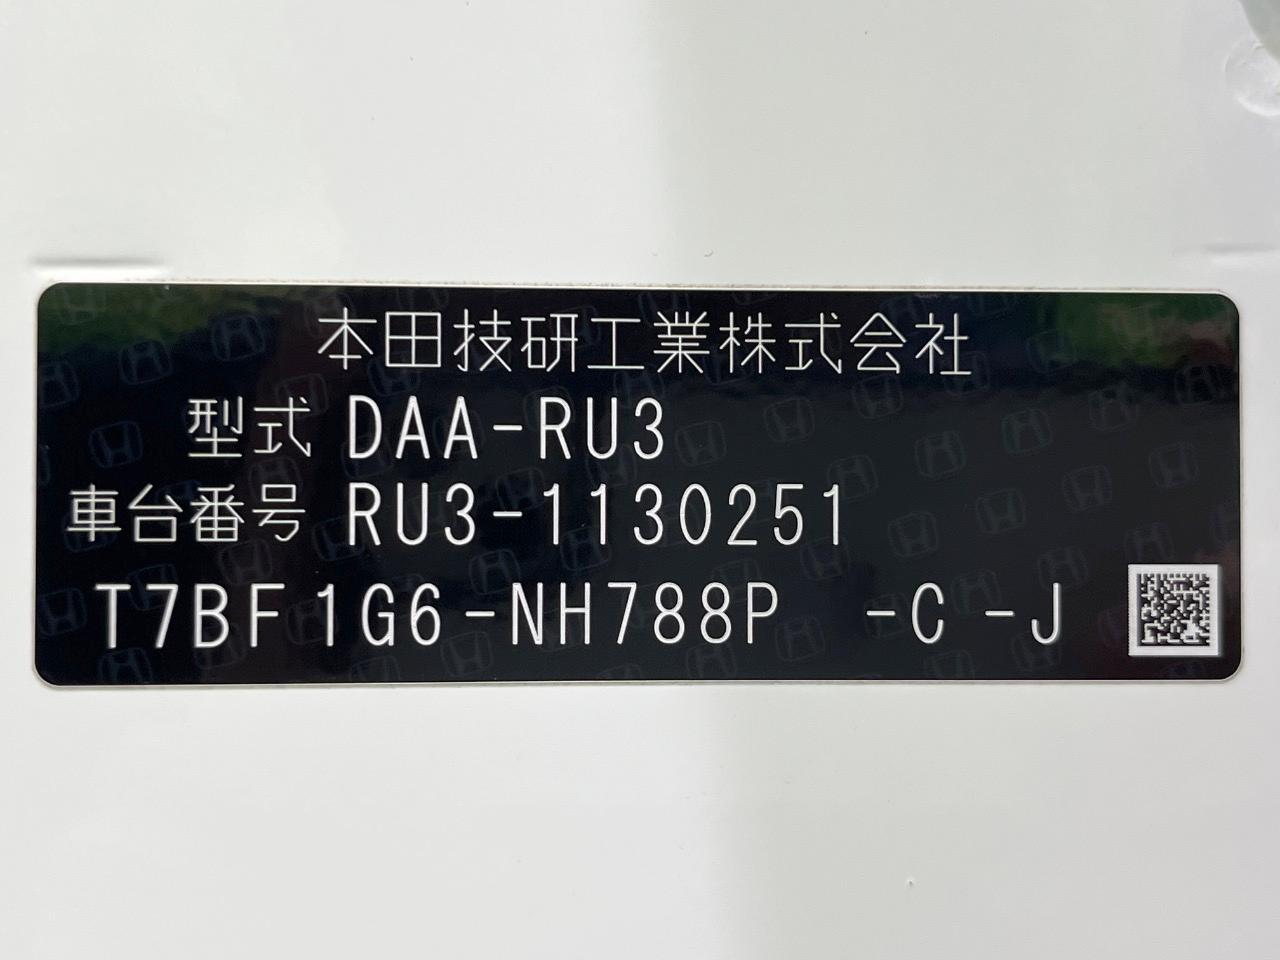 本田技研工業株式会社
型式 DAA-RU3
車台番号 RU3-1130251
T7BF1G6-NH788P -C -J